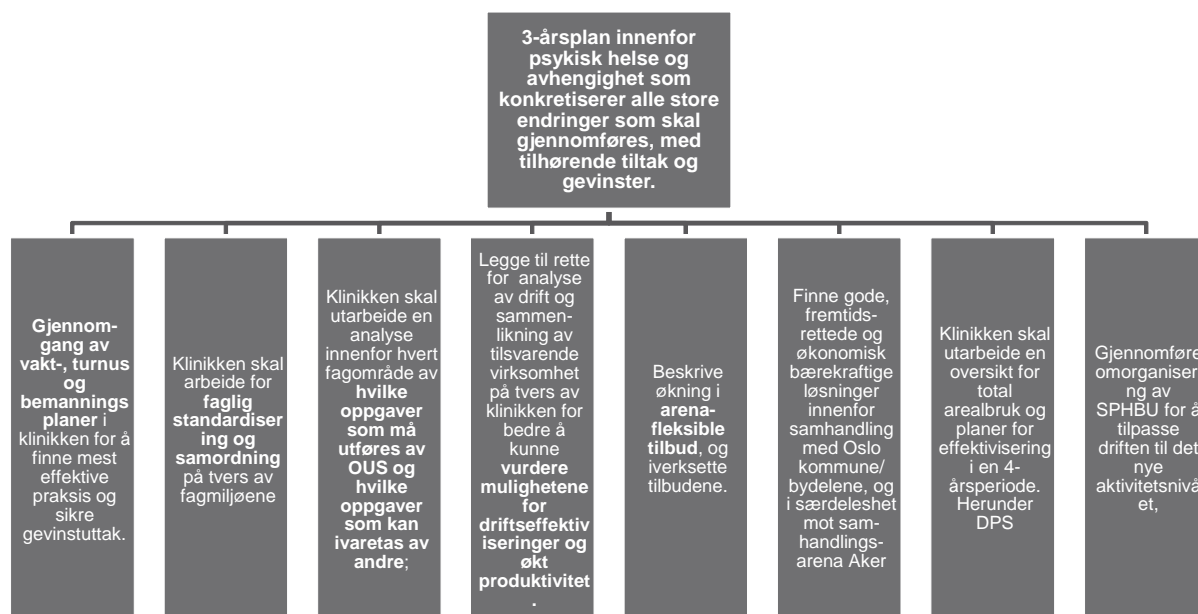 3-årsplan innenfor
psykisk helse og
avhengighet som
konkretiserer alle store
endringer som skal
gjennomføres, med
tilhørende tiltak og
gevinster.
Gjennom-
gang av
vakt-, turnus
og
bemannings
planer i
klinikken for å
finne mest
effektive
praksis og
sikre
gevinstuttak.
Klinikken skal
arbeide for
faglig
standardiser
ing og
samordning
på tvers av
fagmiljøene
Klinikken skal
utarbeide en
analyse
innenfor hvert
fagområde av
hvilke
oppgaver
som må
utføres av
OUS og
hvilke
oppgaver
som kan
ivaretas av
andre;
Legge til rette
for analyse
av drift og
sammen-
likning av
tilsvarende
virksomhet
på tvers av
klinikken for
bedre å
kunne
vurdere
mulighetene
for
driftseffektiv
iseringer og
økt
produktivitet
.
Beskrive
økning i
arena-
fleksible
tilbud, og
iverksette
tilbudene.
Finne gode,
fremtids-
rettede og
økonomisk
bærekraftige
løsninger
innenfor
samhandling
med Oslo
kommune/
bydelene, og
i særdeleshet
mot sam-
handlings-
arena Aker
Klinikken skal
utarbeide en
oversikt for
total
arealbruk og
planer for
effektivisering
i en 4-
årsperiode.
Herunder
DPS
Gjennomføre
omorganiser
ng av
SPHBU for å
tilpasse
driften til det
nye
aktivitetsnivå
et,